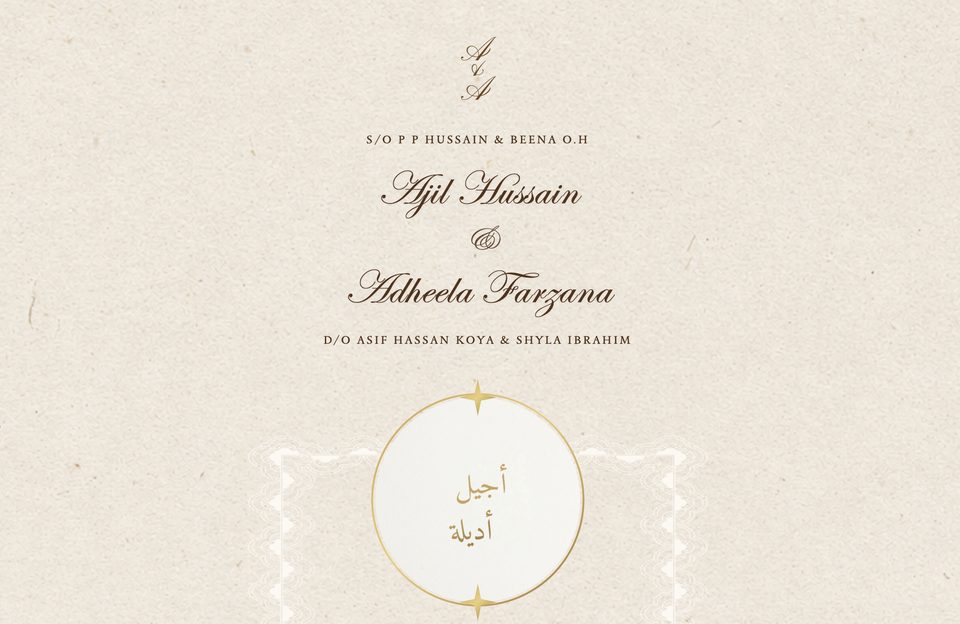 A
&
A
S/O P P HUSSAIN & BEENA O.H
Ajil Hussain
&
Adheela Farzana
D/O ASIF HASSAN KOYA & SHYLA IBRAHIM
أجيل
أديلة